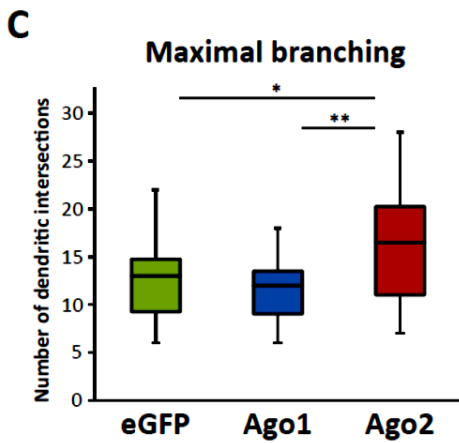 C
Maximal branching
*
**
Number of dendritic intersections
30
25
20
15
10
5
0
eGFP Ago1 Ago2